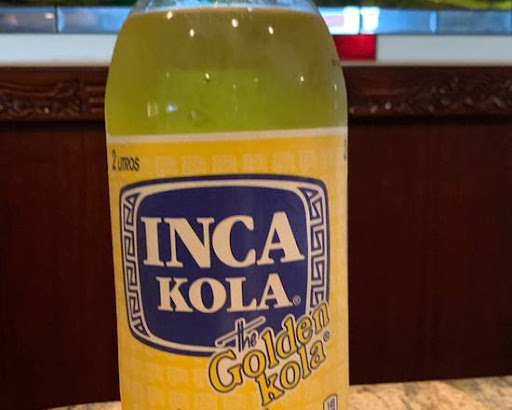 2 LITROS
INCA
KOLA®
the
Golden
kola®